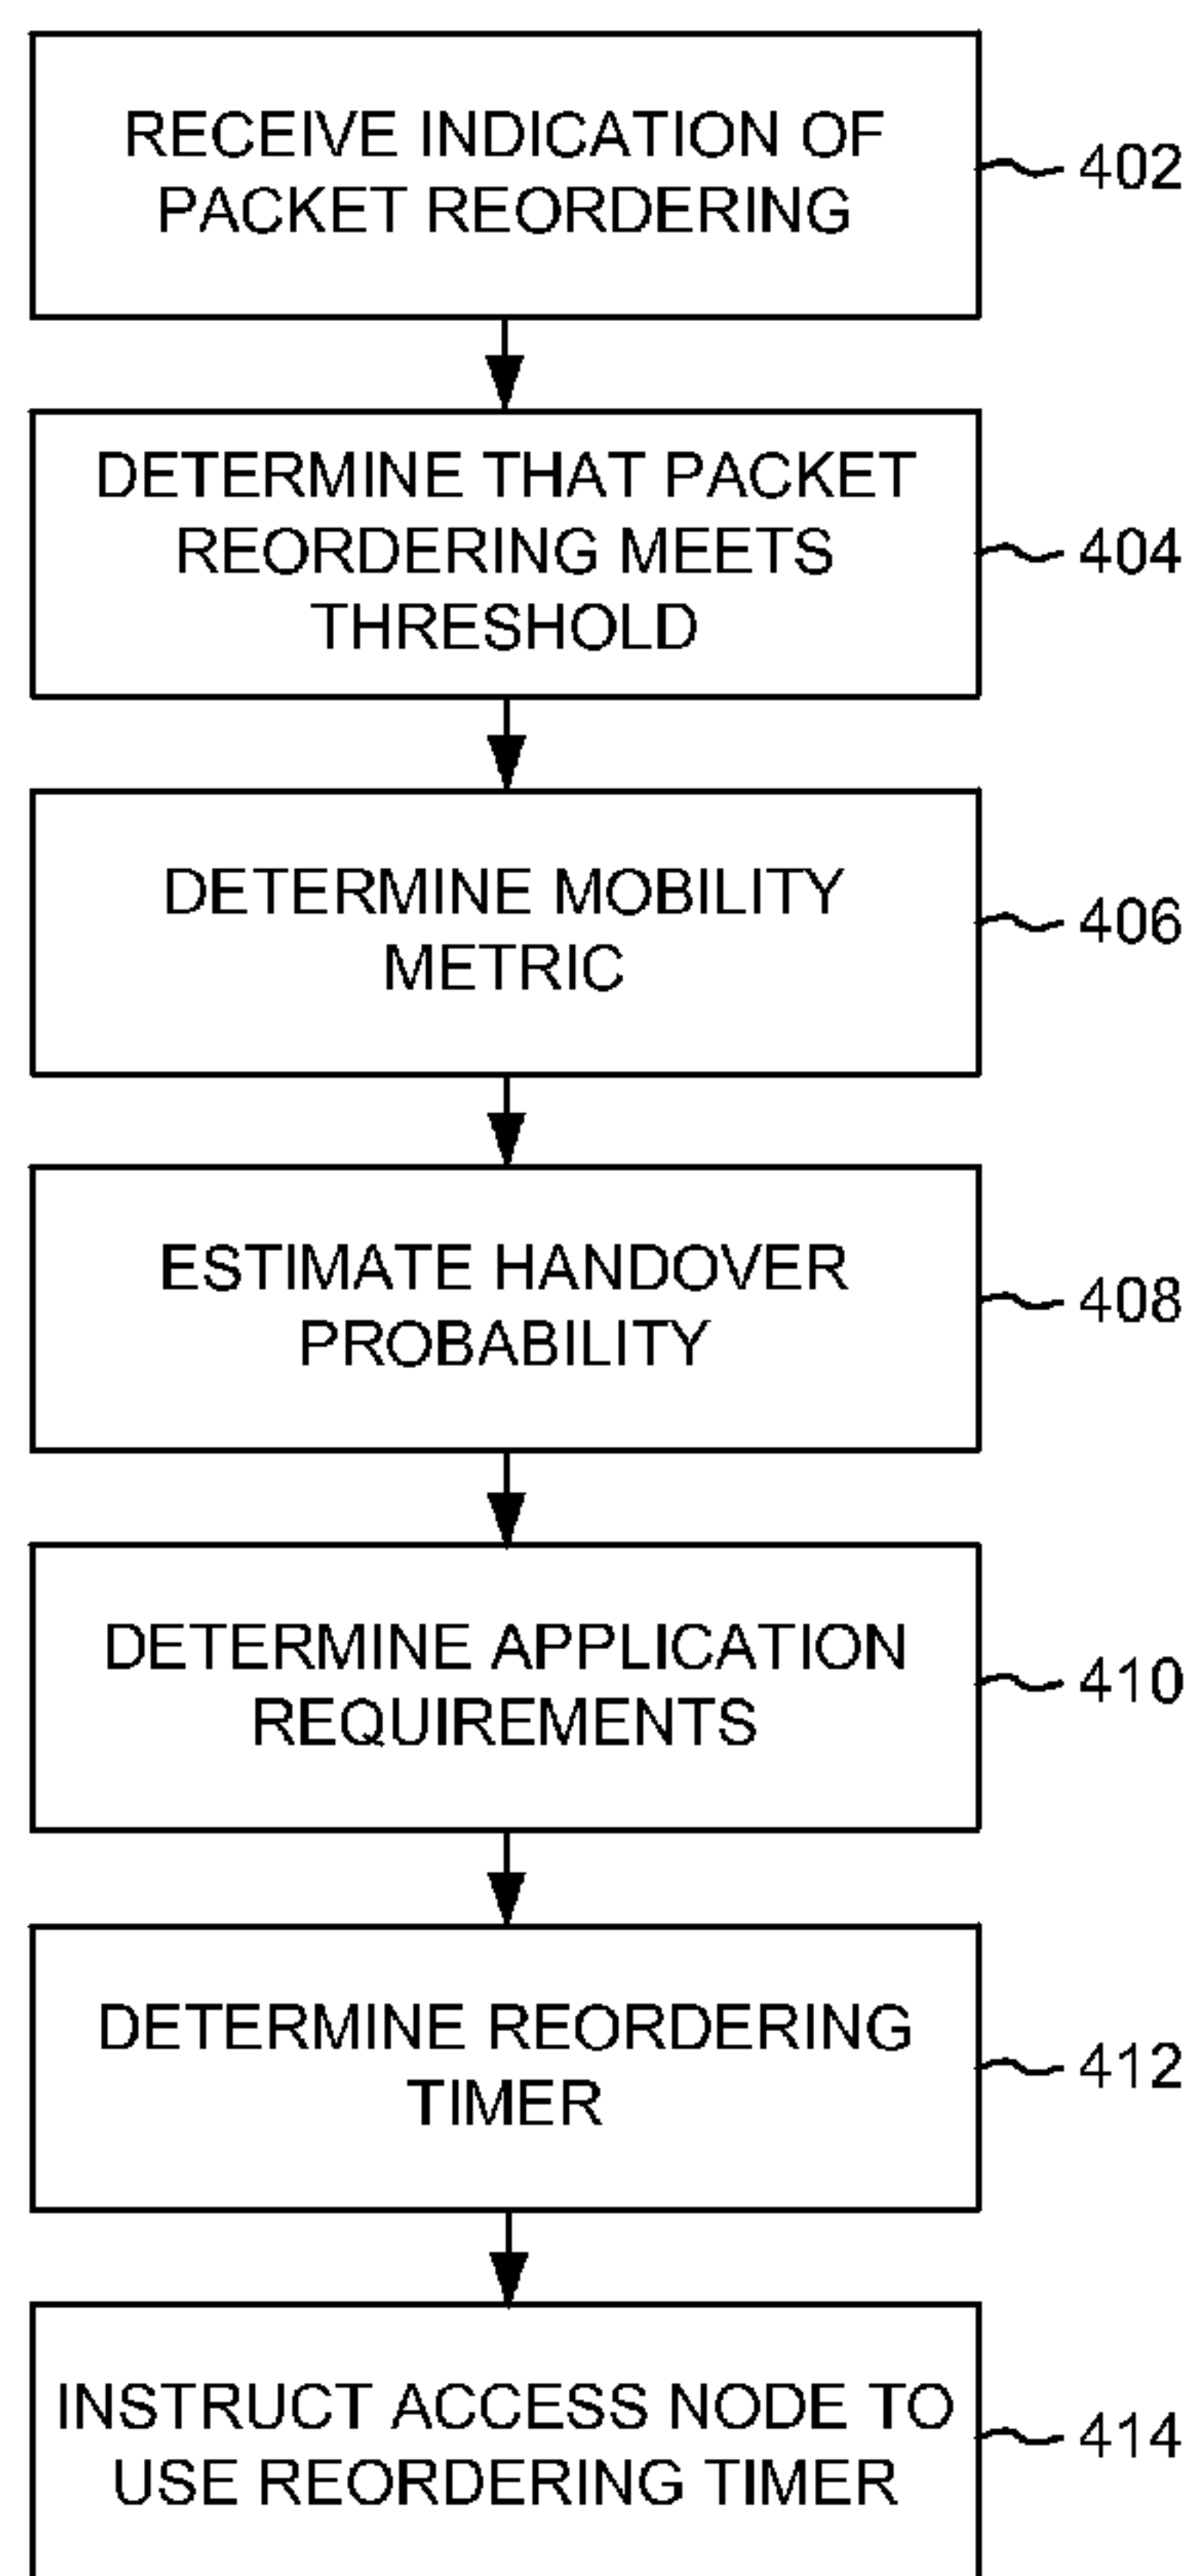 RECEIVE INDICATION OF
PACKET REORDERING
402
DETERMINE THAT PACKET
REORDERING MEETS
THRESHOLD
404
DETERMINE MOBILITY
METRIC
406
ESTIMATE HANDOVER
PROBABILITY
408
DETERMINE APPLICATION
REQUIREMENTS
410
DETERMINE REORDERING
TIMER
412
INSTRUCT ACCESS NODE TO
USE REORDERING TIMER
414